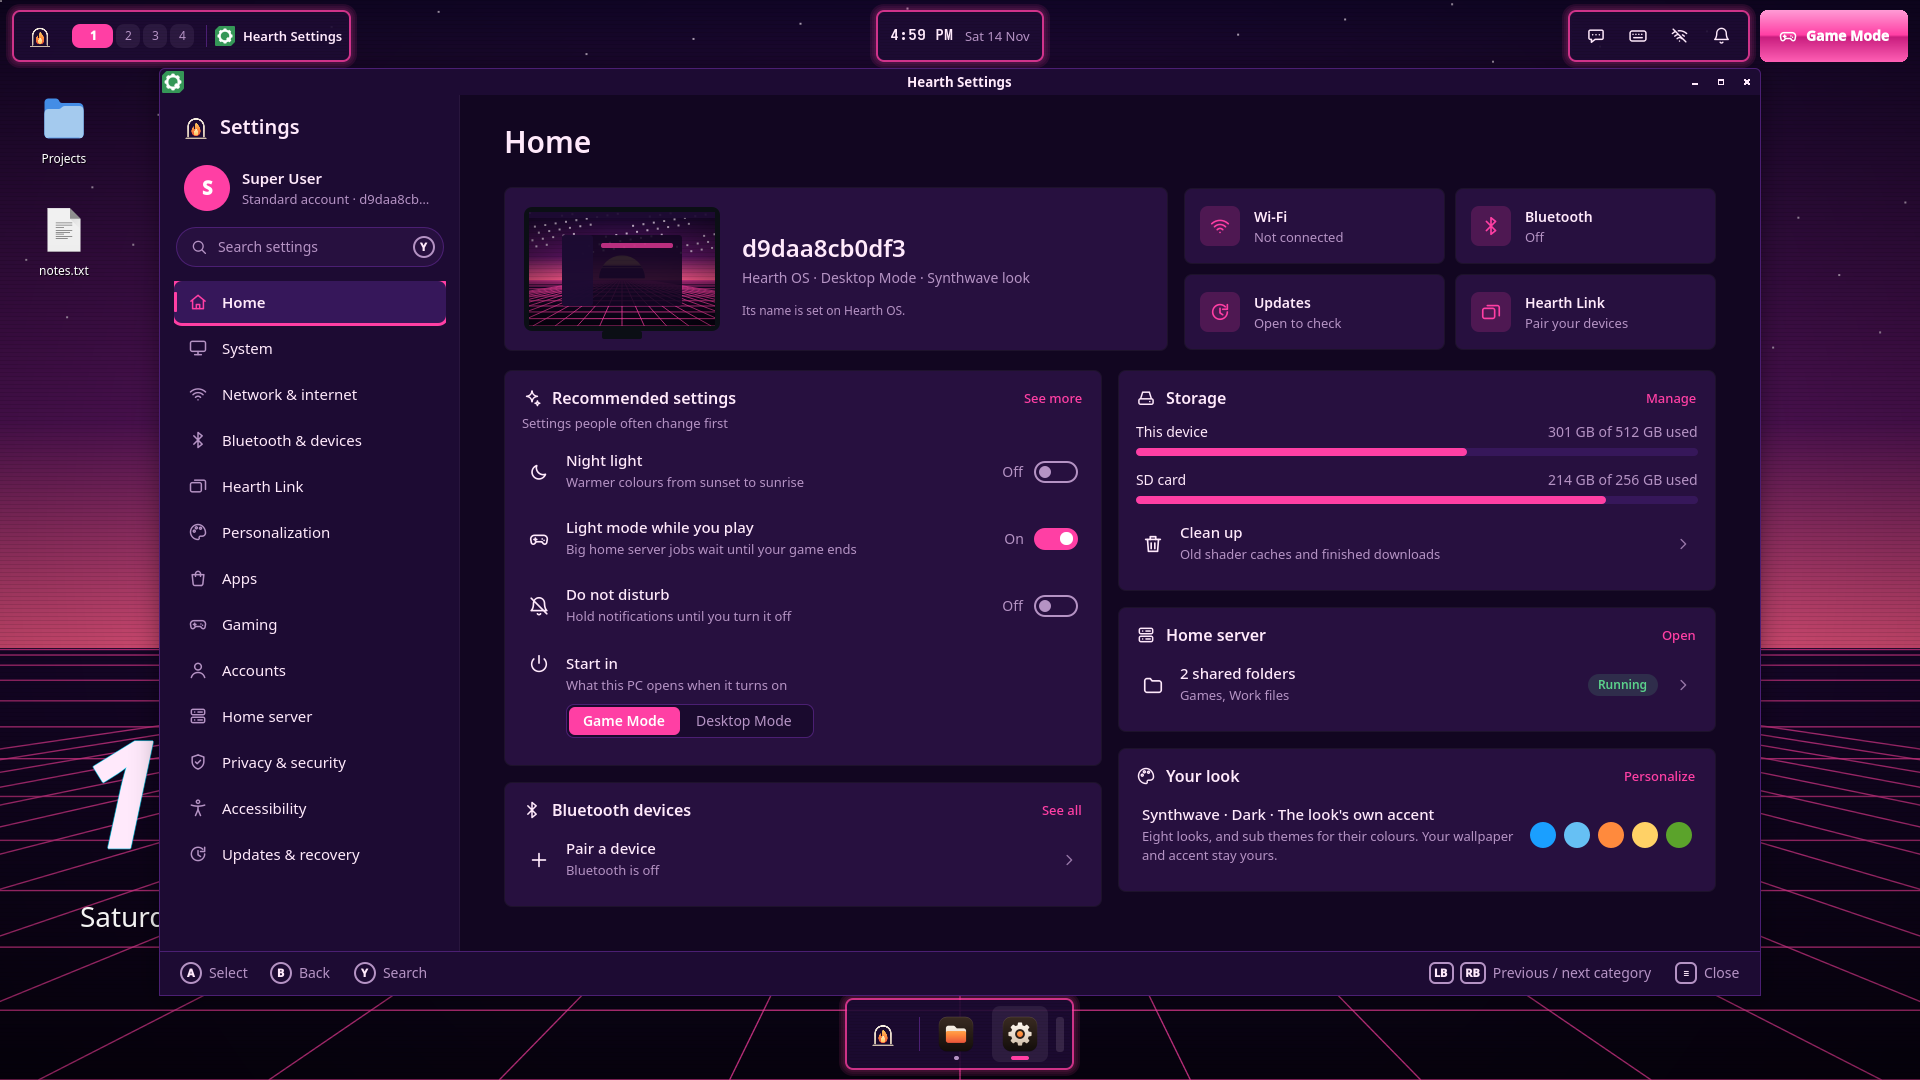 1 2 3 4 Hearth Settings
4:59 PM Sat 14 Nov
Game Mode
Projects
notes.txt
1
Saturd
Hearth Settings
Settings
S
Super User
Standard account · d9daa8cb...
Search settings Y
Home
System
Network & internet
Bluetooth & devices
Hearth Link
Personalization
Apps
Gaming
Accounts
Home server
Privacy & security
Accessibility
Updates & recovery
Home
d9daa8cb0df3
Hearth OS · Desktop Mode · Synthwave look
Its name is set on Hearth OS.
Wi-Fi
Not connected
Bluetooth
Off
Updates
Open to check
Hearth Link
Pair your devices
Recommended settings See more
Settings people often change first
Night light
Warmer colours from sunset to sunrise
Off
Light mode while you play
Big home server jobs wait until your game ends
On
Do not disturb
Hold notifications until you turn it off
Off
Start in
What this PC opens when it turns on
Game Mode Desktop Mode
Bluetooth devices See all
Pair a device
Bluetooth is off
Storage Manage
This device 301 GB of 512 GB used
SD card 214 GB of 256 GB used
Clean up
Old shader caches and finished downloads
Home server Open
2 shared folders
Games, Work files
Running
Your look Personalize
Synthwave · Dark · The look's own accent
Eight looks, and sub themes for their colours. Your wallpaper
and accent stay yours.
A Select B Back Y Search
LB RB Previous / next category Close